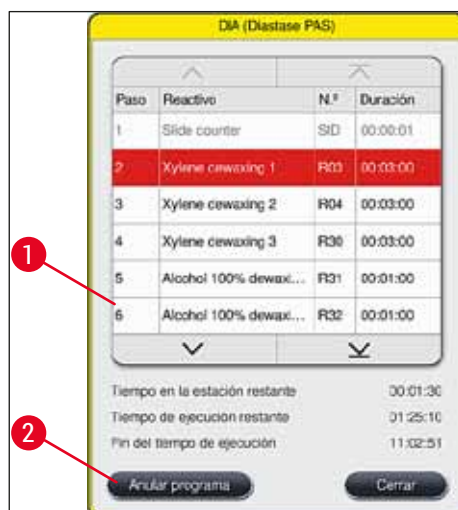 DIA (Diastase PAS)
Paso Reactivo N.º Duración
1 Slide counter SID 00:00:01
2 Xylene cewaxing 1 R03 00:03:00
3 Xylene cewaxing 2 R04 00:03:00
4 Xylene cewaxing 3 R30 00:03:00
1
5 Alcohol 100% dewaxi... R31 00:01:00
6 Alcohol 100% dewaxi... R32 00:01:00
Tiempo en la estación restante 00:01:30
Tiempo de ejecución restante 01:25:10
2
Fin del tiempo de ejecución 11:02:51
Anular programa Cerrar